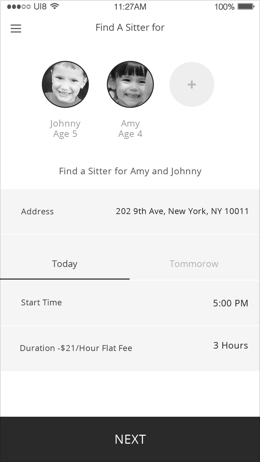 UI8 11:27AM 100%
Find A Sitter for
+
Johnny Amy
Age 5 Age 4
Find a Sitter for Amy and Johnny
Address 202 9th Ave, New York, NY 10011
Today Tommorow
Start Time 5:00 PM
Duration -$21/Hour Flat Fee 3 Hours
NEXT